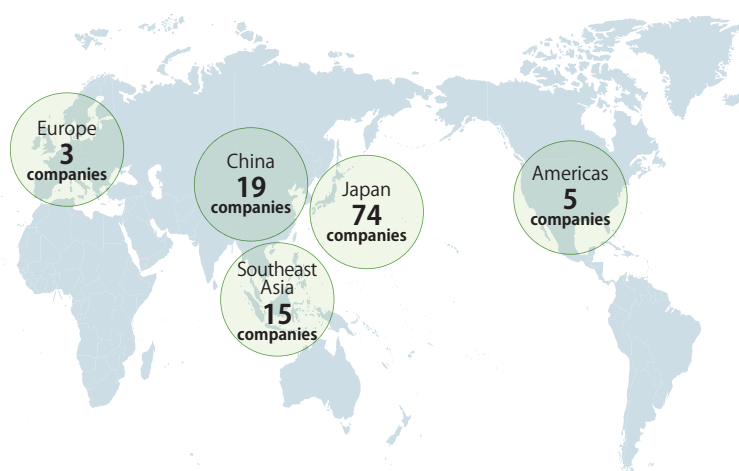 Europe
3
companies
China
19
companies
Japan
74
companies
Southeast
Asia
15
companies
Americas
5
companies